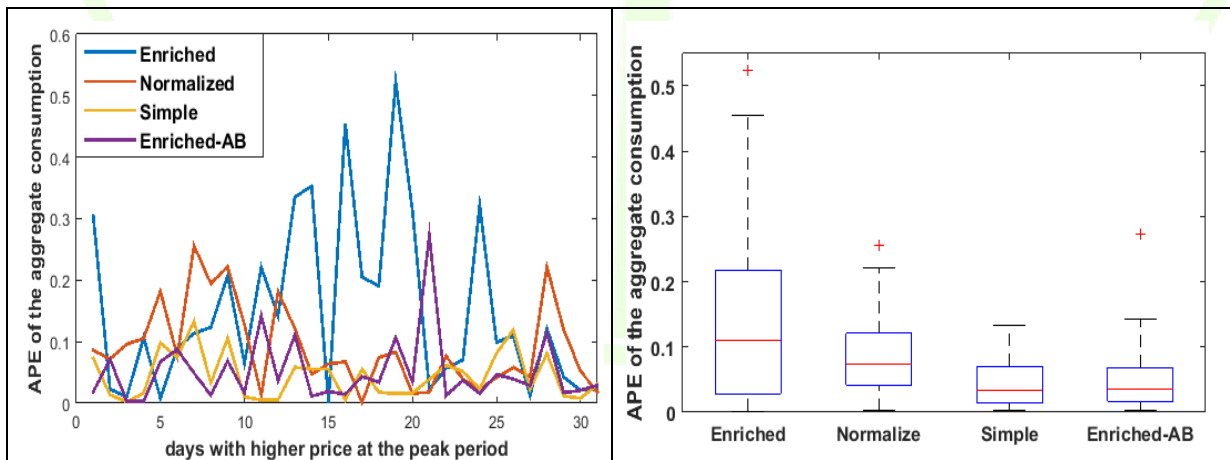 APE of the aggregate consumption
0.6
0.5
0.4
0.3
0.2
0.1
0
Enriched
Normalized
Simple
Enriched-AB
0 5 10 15 20 25 30
days with higher price at the peak period
APE of the aggregate consumption
0.5
0.4
0.3
0.2
0.1
0
Enriched Normalize Simple Enriched-AB